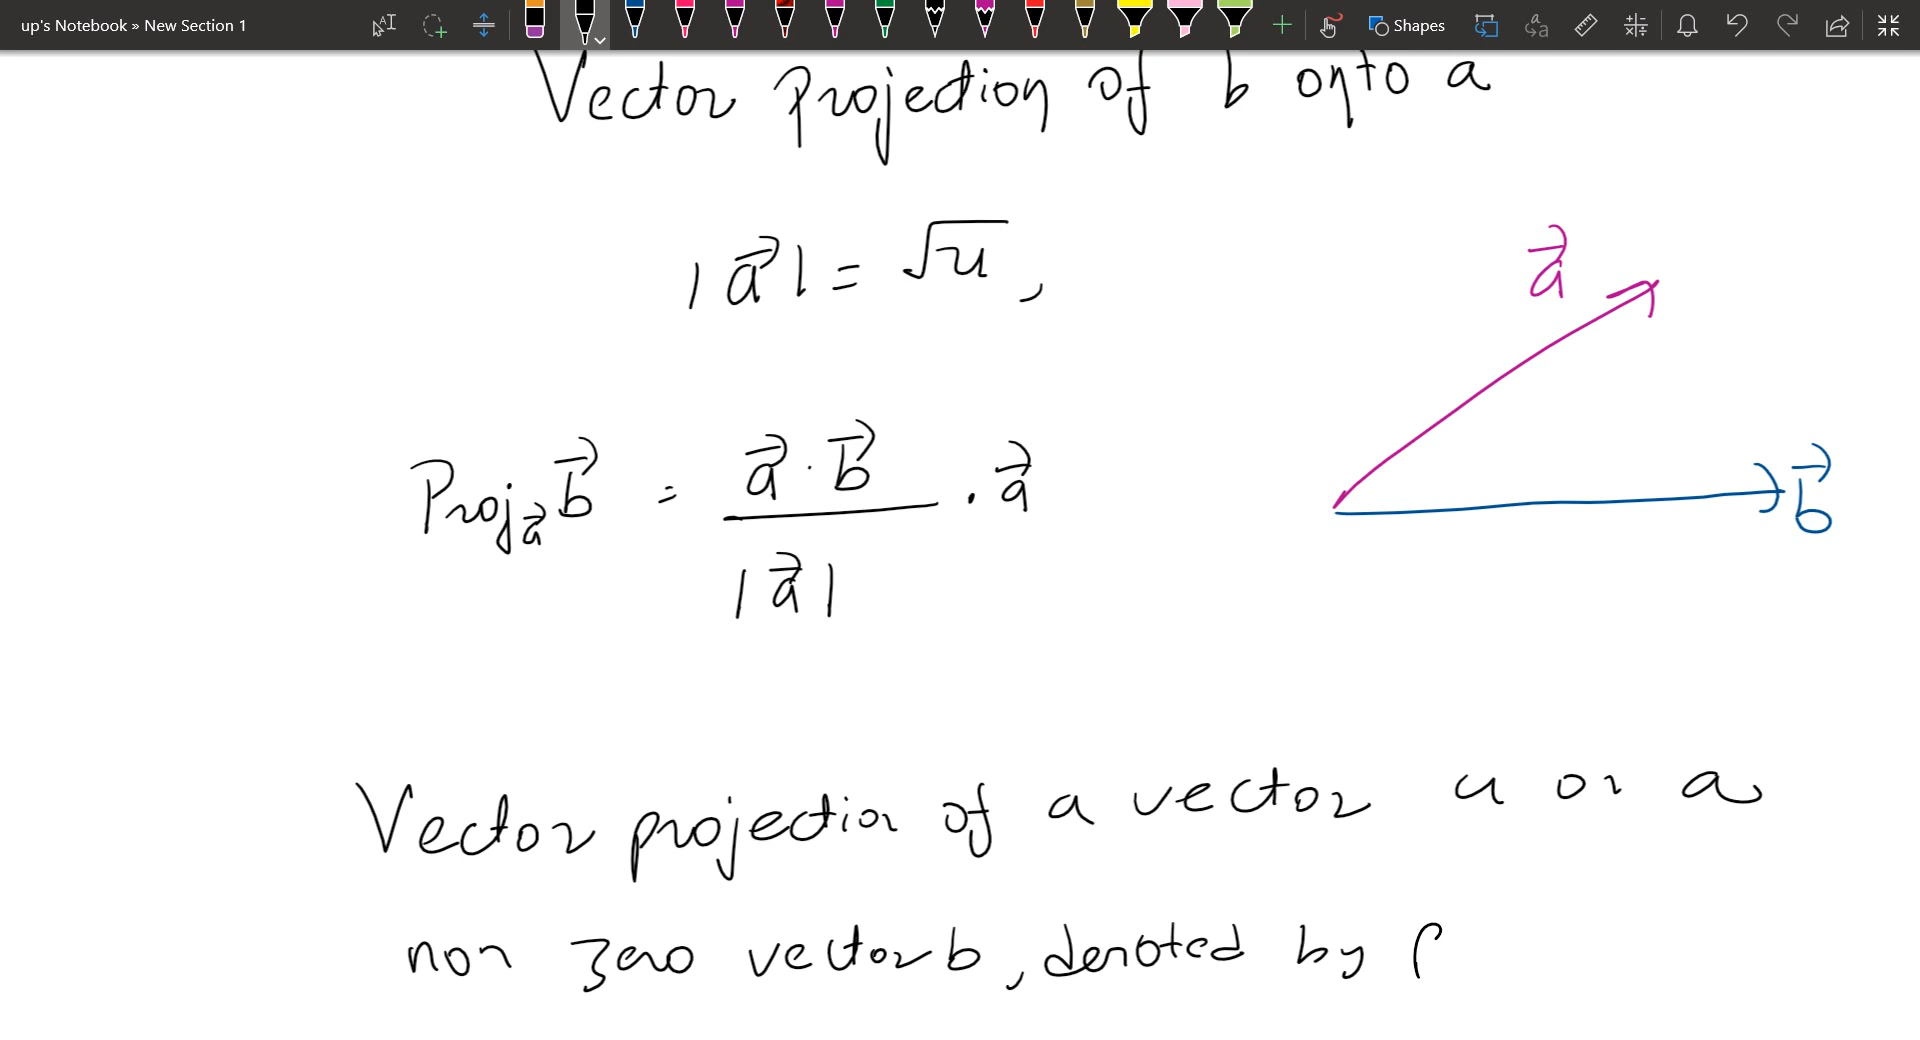 up's Notebook » New Section 1
Shapes
Vector Projection of b onto a
|a⃗| = √u,
a⃗
Proj_a⃗ b⃗ = (a⃗ · b⃗) / |a⃗| · a⃗
b⃗
Vector projection of a vector u or a
non zero vector b, denoted by